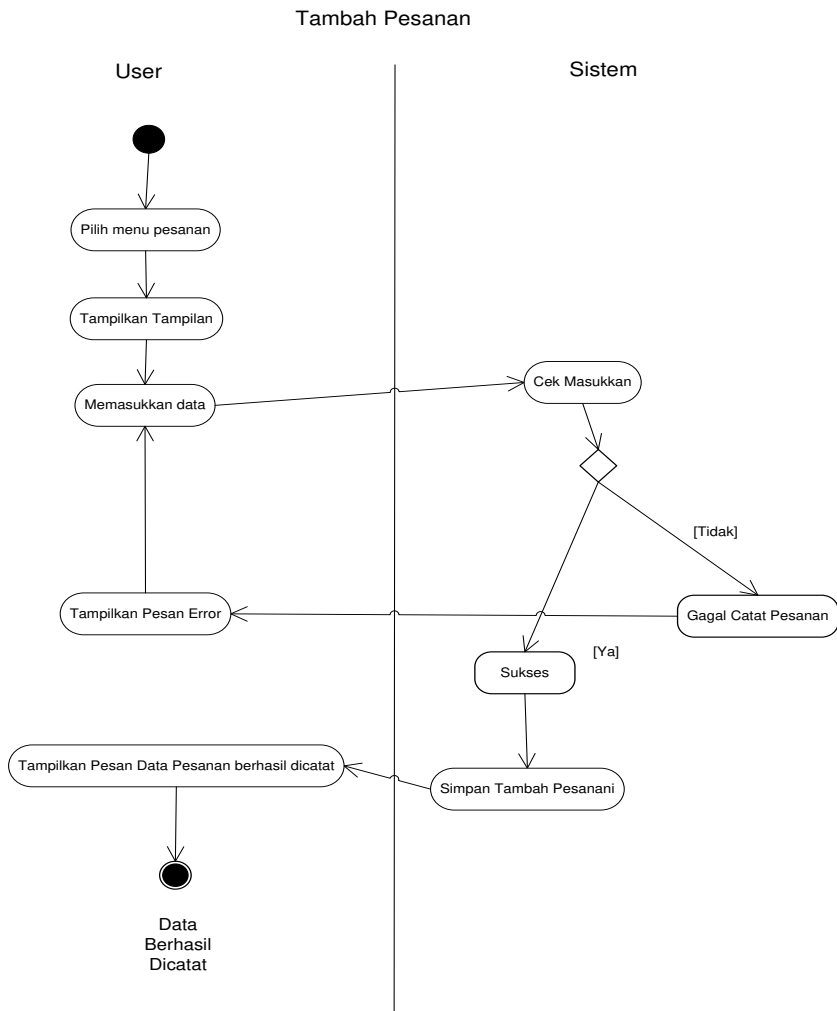 Tambah Pesanan
User
Sistem
Pilih menu pesanan
Tampilkan Tampilan
Memasukkan data
Cek Masukkan
[Tidak]
Tampilkan Pesan Error
Gagal Catat Pesanan
[Ya]
Sukses
Tampilkan Pesan Data Pesanan berhasil dicatat
Simpan Tambah Pesanani
Data
Berhasil
Dicatat